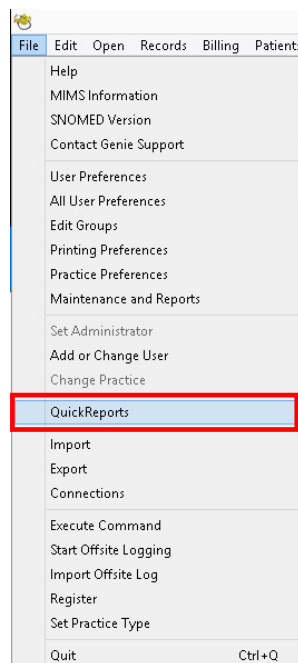 File Edit Open Records Billing Patient
Help
MIMS Information
SNOMED Version
Contact Genie Support
User Preferences
All User Preferences
Edit Groups
Printing Preferences
Practice Preferences
Maintenance and Reports
Set Administrator
Add or Change User
Change Practice
QuickReports
Import
Export
Connections
Execute Command
Start Offsite Logging
Import Offsite Log
Register
Set Practice Type
Quit Ctrl+Q